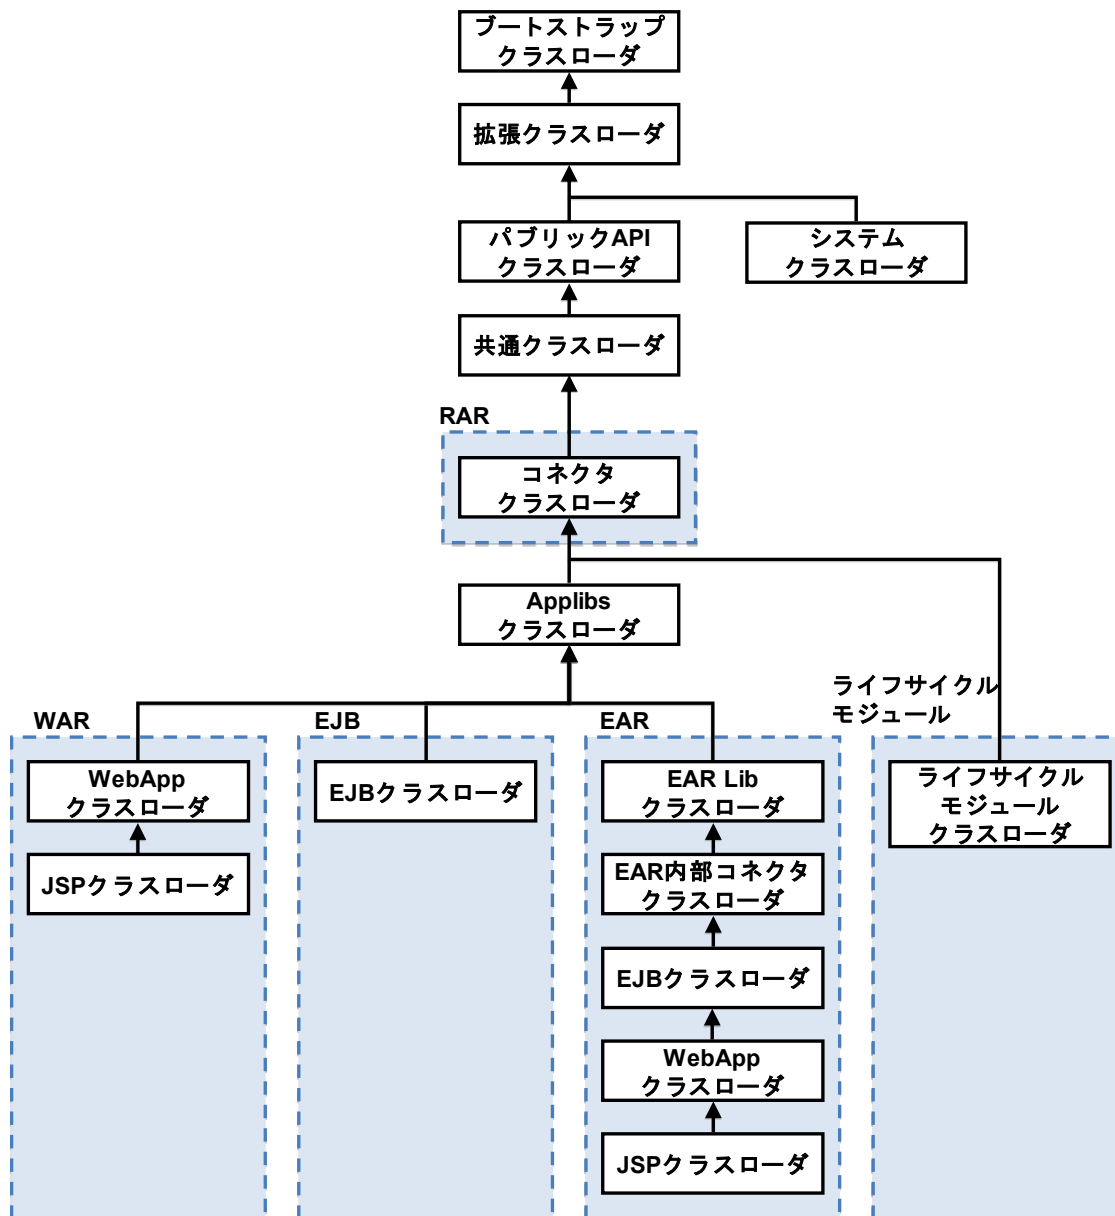 ブートストラップ
クラスローダ
拡張クラスローダ
パブリックAPI
クラスローダ
システム
クラスローダ
共通クラスローダ
RAR
コネクタ
クラスローダ
Applibs
クラスローダ
ライフサイクル
モジュール
WAR
EJB
EAR
WebApp
クラスローダ
JSPクラスローダ
EJBクラスローダ
EAR Lib
クラスローダ
EAR内部コネクタ
クラスローダ
EJBクラスローダ
WebApp
クラスローダ
JSPクラスローダ
ライフサイクル
モジュール
クラスローダ